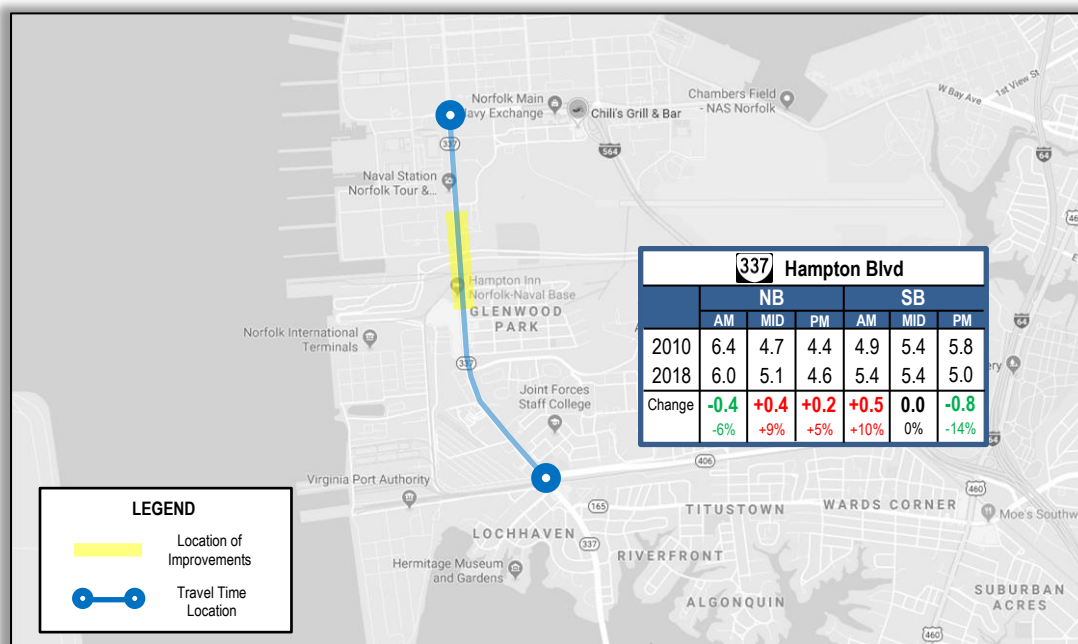 W Bay Ave
1st View St
Norfolk Main
Navy Exchange
Chili's Grill & Bar
Chambers Field
- NAS Norfolk
337
564
64
Naval Station
Norfolk Tour &...
Hampton Inn
Norfolk-Naval Base
GLENWOOD
PARK
Norfolk International
Terminals
337
Joint Forces
Staff College
337 Hampton Blvd
NB SB
AM MID PM AM MID PM
2010 6.4 4.7 4.4 4.9 5.4 5.8
2018 6.0 5.1 4.6 5.4 5.4 5.0
Change -0.4 +0.4 +0.2 +0.5 0.0 -0.8
-6% +9% +5% +10% 0% -14%
64
64
406
Virginia Port Authority
165
TITUSTOWN
WARDS CORNER
460
Moe's Southw
LOCHHAVEN
337
RIVERFRONT
Hermitage Museum
and Gardens
ALGONQUIN
SUBURBAN
ACRES
460
LEGEND
Location of
Improvements
Travel Time
Location